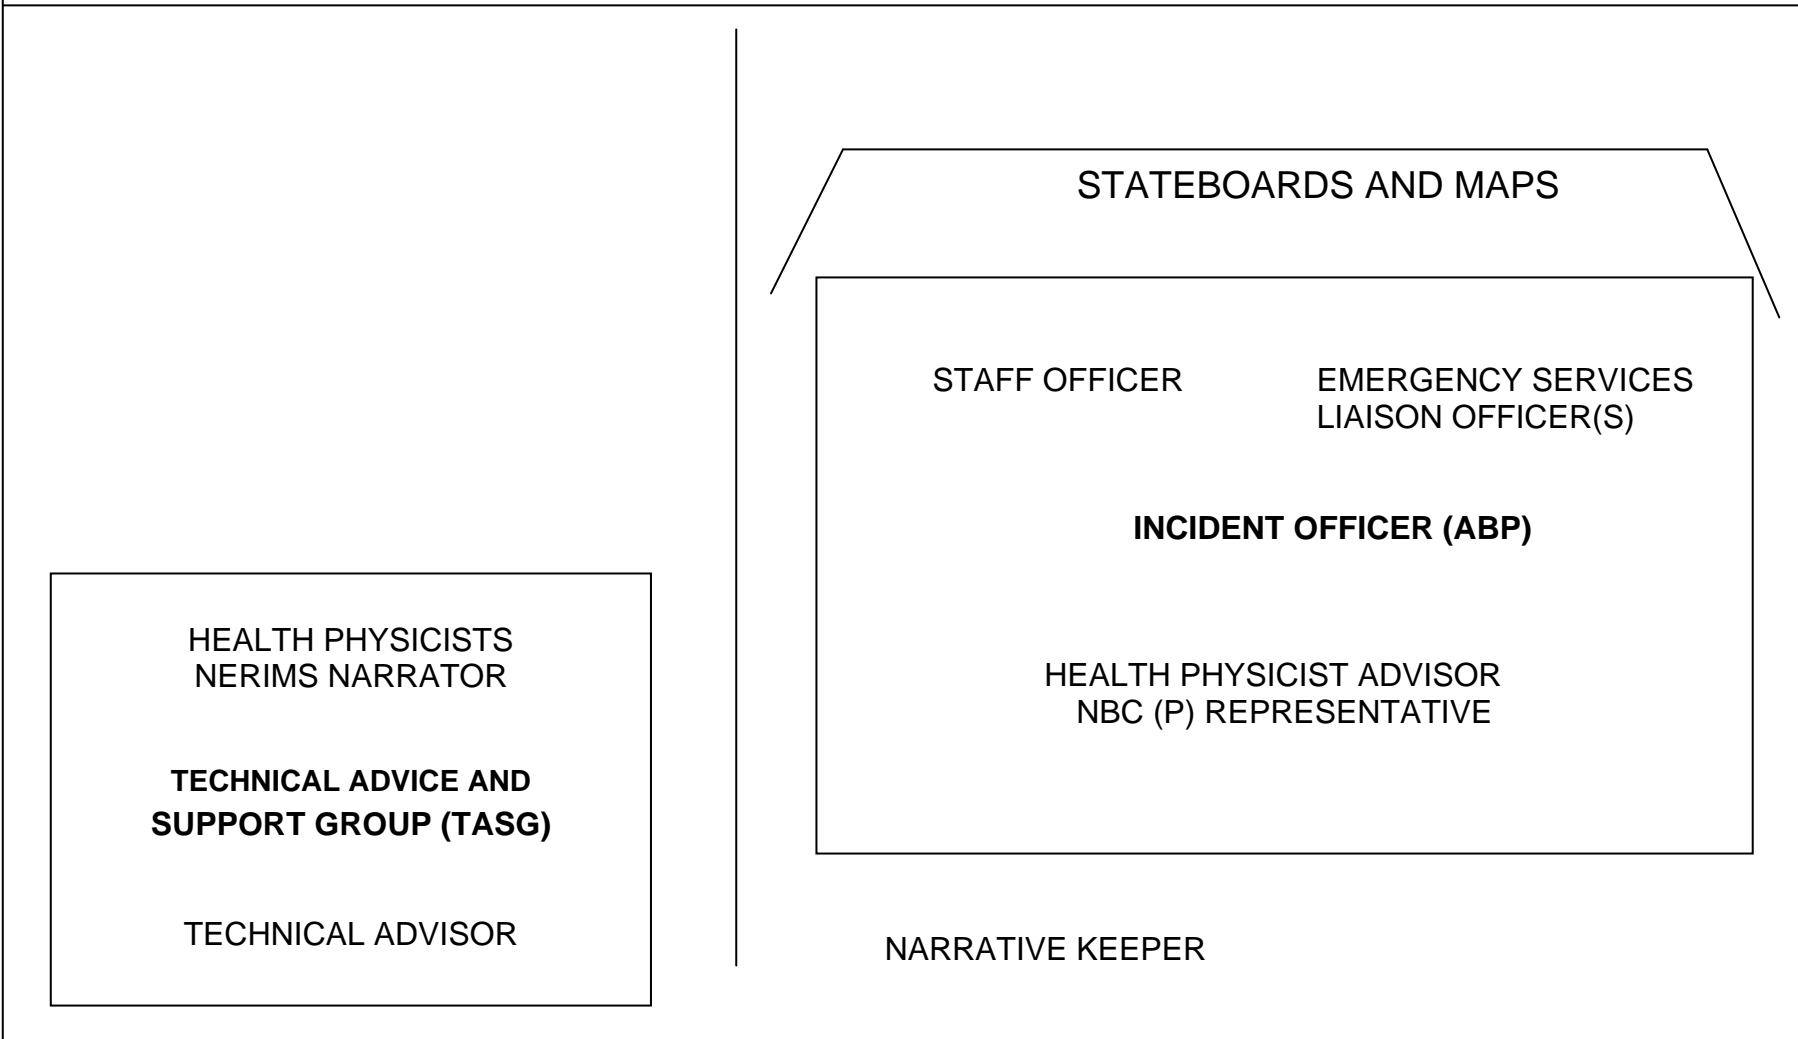 STATEBOARDS AND MAPS
STAFF OFFICER
EMERGENCY SERVICES
LIAISON OFFICER(S)
INCIDENT OFFICER (ABP)
HEALTH PHYSICIST ADVISOR
NBC (P) REPRESENTATIVE
NARRATIVE KEEPER
HEALTH PHYSICISTS
NERIMS NARRATOR
TECHNICAL ADVICE AND
SUPPORT GROUP (TASG)
TECHNICAL ADVISOR